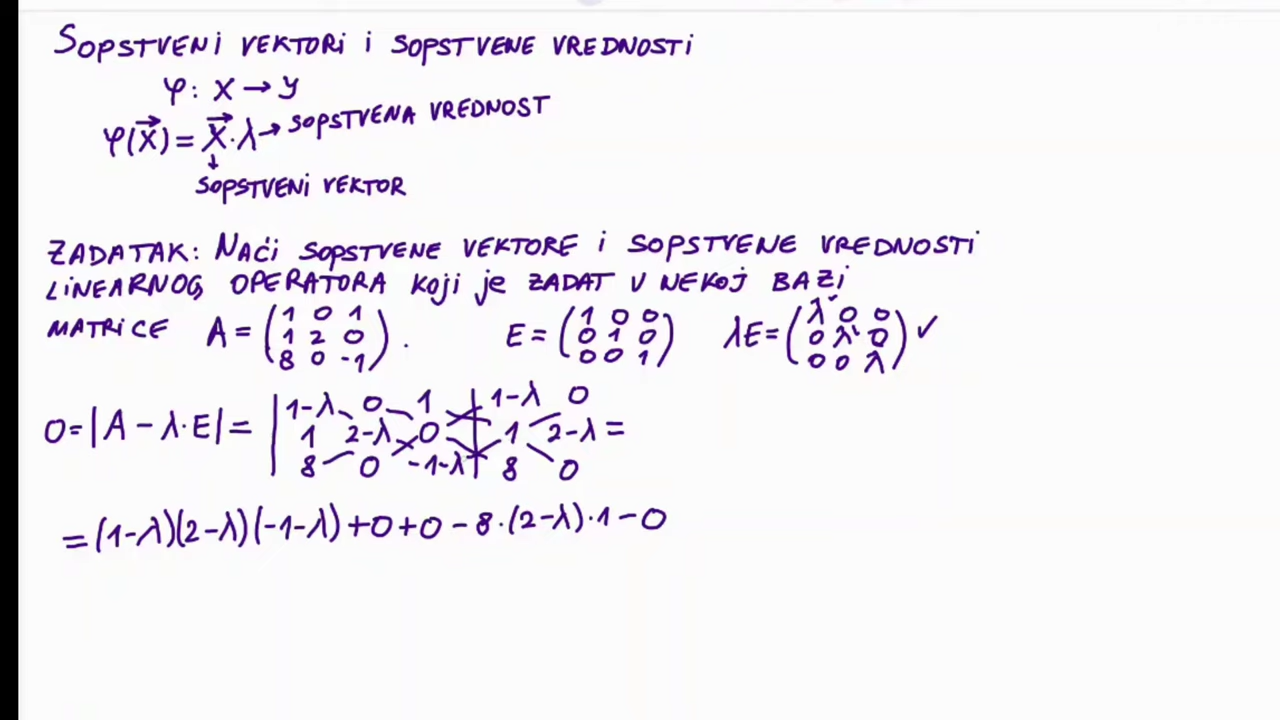 SOPSTVENI VEKTORI I SOPSTVENE VREDNOSTI
φ: X → Y
φ(X⃗) = X⃗·λ → SOPSTVENA VREDNOST
↓
SOPSTVENI VEKTOR
ZADATAK: NAĆI SOPSTVENE VEKTORE I SOPSTVENE VREDNOSTI
LINEARNOG OPERATORA KOJI JE ZADAT U NEKOJ BAZI
MATRICE A = (1 0 1; 1 2 0; 8 0 -1). E = (1 0 0; 0 1 0; 0 0 1) λE = (λ 0 0; 0 λ 0; 0 0 λ) ✓
0 = |A - λ·E| = |1-λ 0 1; 1 2-λ 0; 8 0 -1-λ| 1-λ 0; 1 2-λ; 8 0 =
= (1-λ)(2-λ)(-1-λ) + 0 + 0 - 8·(2-λ)·1 - 0